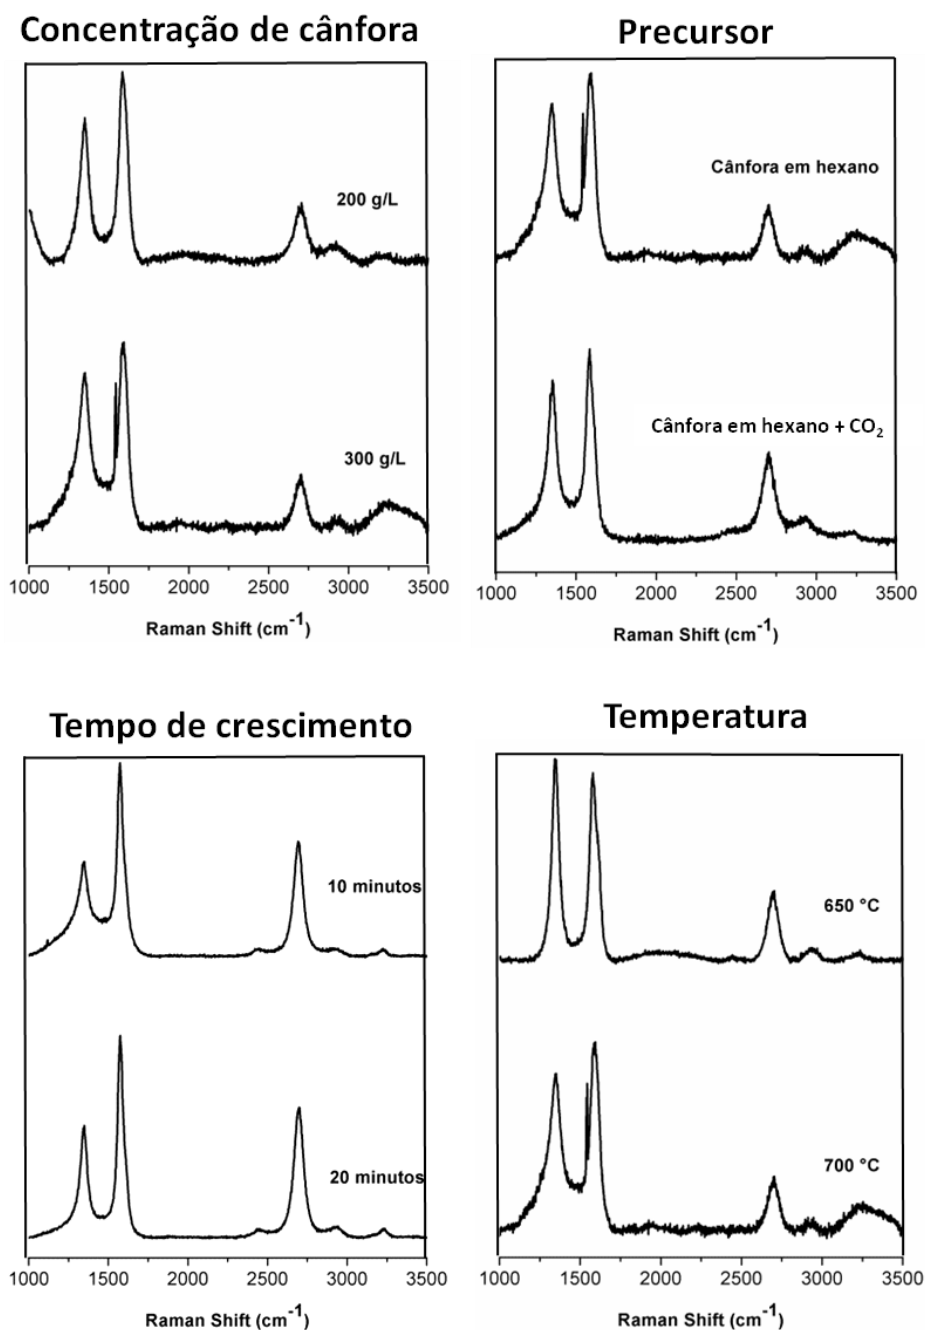 Concentração de cânfora
200 g/L
300 g/L
1000 1500 2000 2500 3000 3500
Raman Shift (cm-1)
Precursor
Cânfora em hexano
Cânfora em hexano + CO2
1000 1500 2000 2500 3000 3500
Raman Shift (cm-1)
Tempo de crescimento
10 minutos
20 minutos
1000 1500 2000 2500 3000 3500
Raman Shift (cm-1)
Temperatura
650 °C
700 °C
1000 1500 2000 2500 3000 3500
Raman Shift (cm-1)